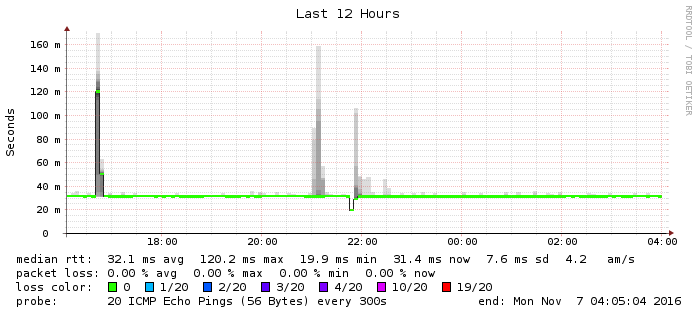 Last 12 Hours
RRDTOOL / TOBI OETIKER
Seconds
160 m
140 m
120 m
100 m
80 m
60 m
40 m
20 m
0
18:00 20:00 22:00 00:00 02:00 04:00
median rtt: 32.1 ms avg 120.2 ms max 19.9 ms min 31.4 ms now 7.6 ms sd 4.2 am/s
packet loss: 0.00 % avg 0.00 % max 0.00 % min 0.00 % now
loss color: 0 1/20 2/20 3/20 4/20 10/20 19/20
probe: 20 ICMP Echo Pings (56 Bytes) every 300s end: Mon Nov 7 04:05:04 2016